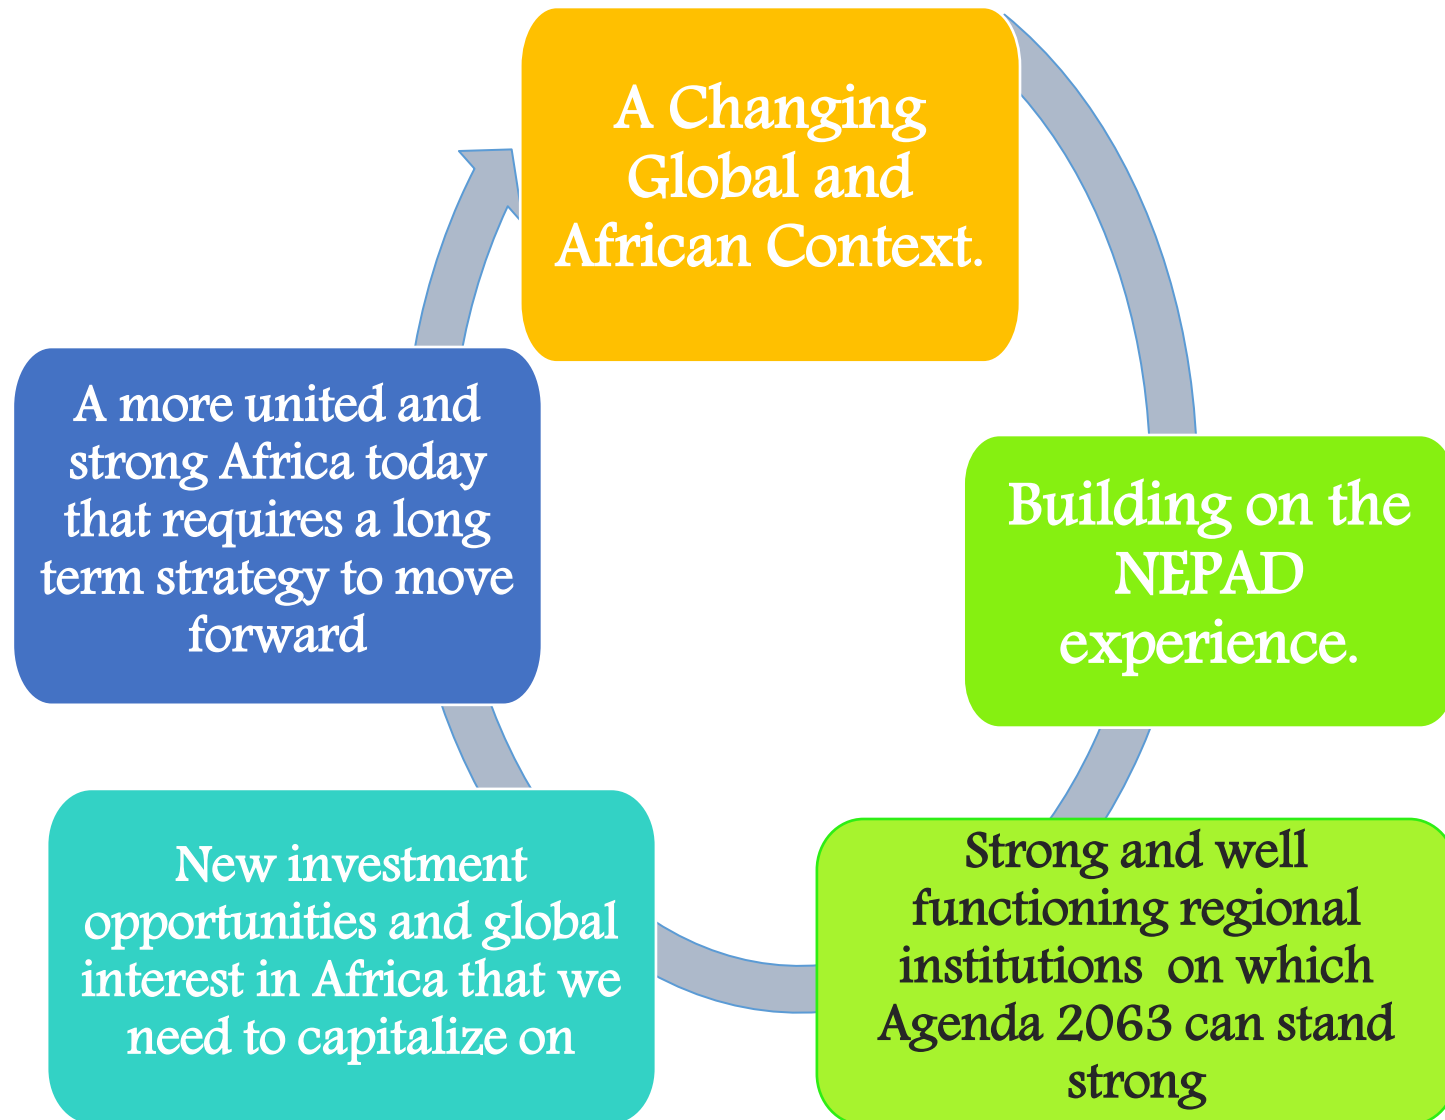 A Changing
Global and
African Context.
Building on the
NEPAD
experience.
Strong and well
functioning regional
institutions on which
Agenda 2063 can stand
strong
New investment
opportunities and global
interest in Africa that we
need to capitalize on
A more united and
strong Africa today
that requires a long
term strategy to move
forward